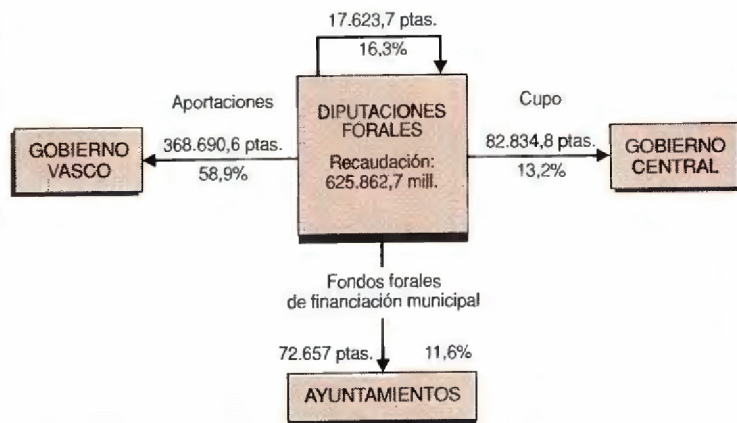 17.623,7 ptas.
16,3%
DIPUTACIONES
FORALES
Recaudación:
625.862,7 mill.
Aportaciones
368.690,6 ptas.
58,9%
GOBIERNO
VASCO
Cupo
82.834,8 ptas.
13,2%
GOBIERNO
CENTRAL
Fondos forales
de financiación municipal
72.657 ptas. 11,6%
AYUNTAMIENTOS